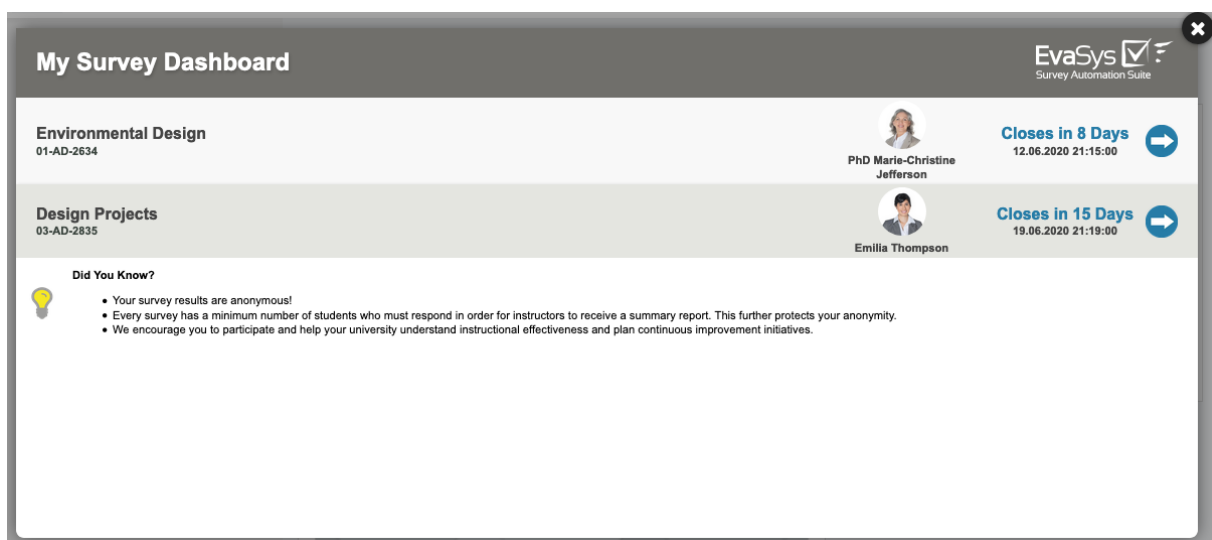 My Survey Dashboard
EvaSys
Survey Automation Suite
Environmental Design
01-AD-2634
PhD Marie-Christine
Jefferson
Closes in 8 Days
12.06.2020 21:15:00
Design Projects
03-AD-2835
Emilia Thompson
Closes in 15 Days
19.06.2020 21:19:00
Did You Know?
• Your survey results are anonymous!
• Every survey has a minimum number of students who must respond in order for instructors to receive a summary report. This further protects your anonymity.
• We encourage you to participate and help your university understand instructional effectiveness and plan continuous improvement initiatives.